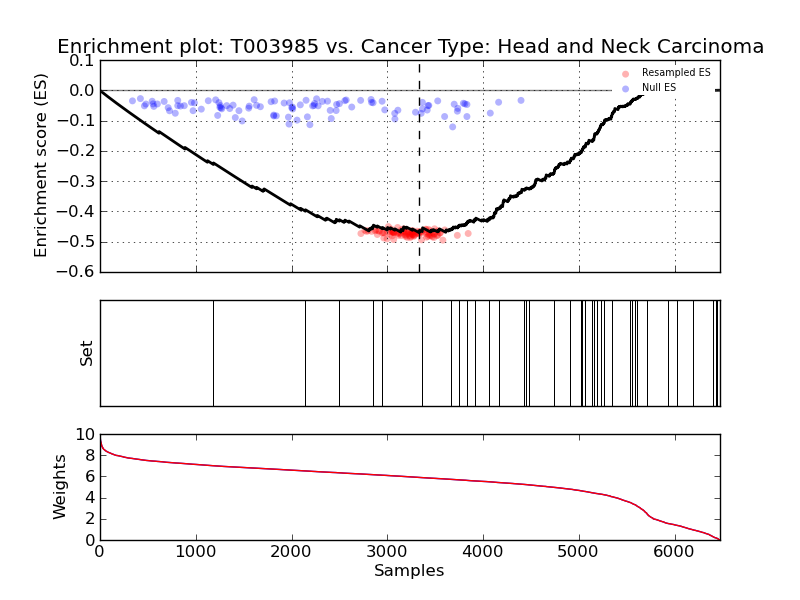 Enrichment plot: T003985 vs. Cancer Type: Head and Neck Carcinoma
Enrichment score (ES)
0.1
0.0
−0.1
−0.2
−0.3
−0.4
−0.5
−0.6
Resampled ES
Null ES
Set
Weights
10
8
6
4
2
0
0 1000 2000 3000 4000 5000 6000
Samples